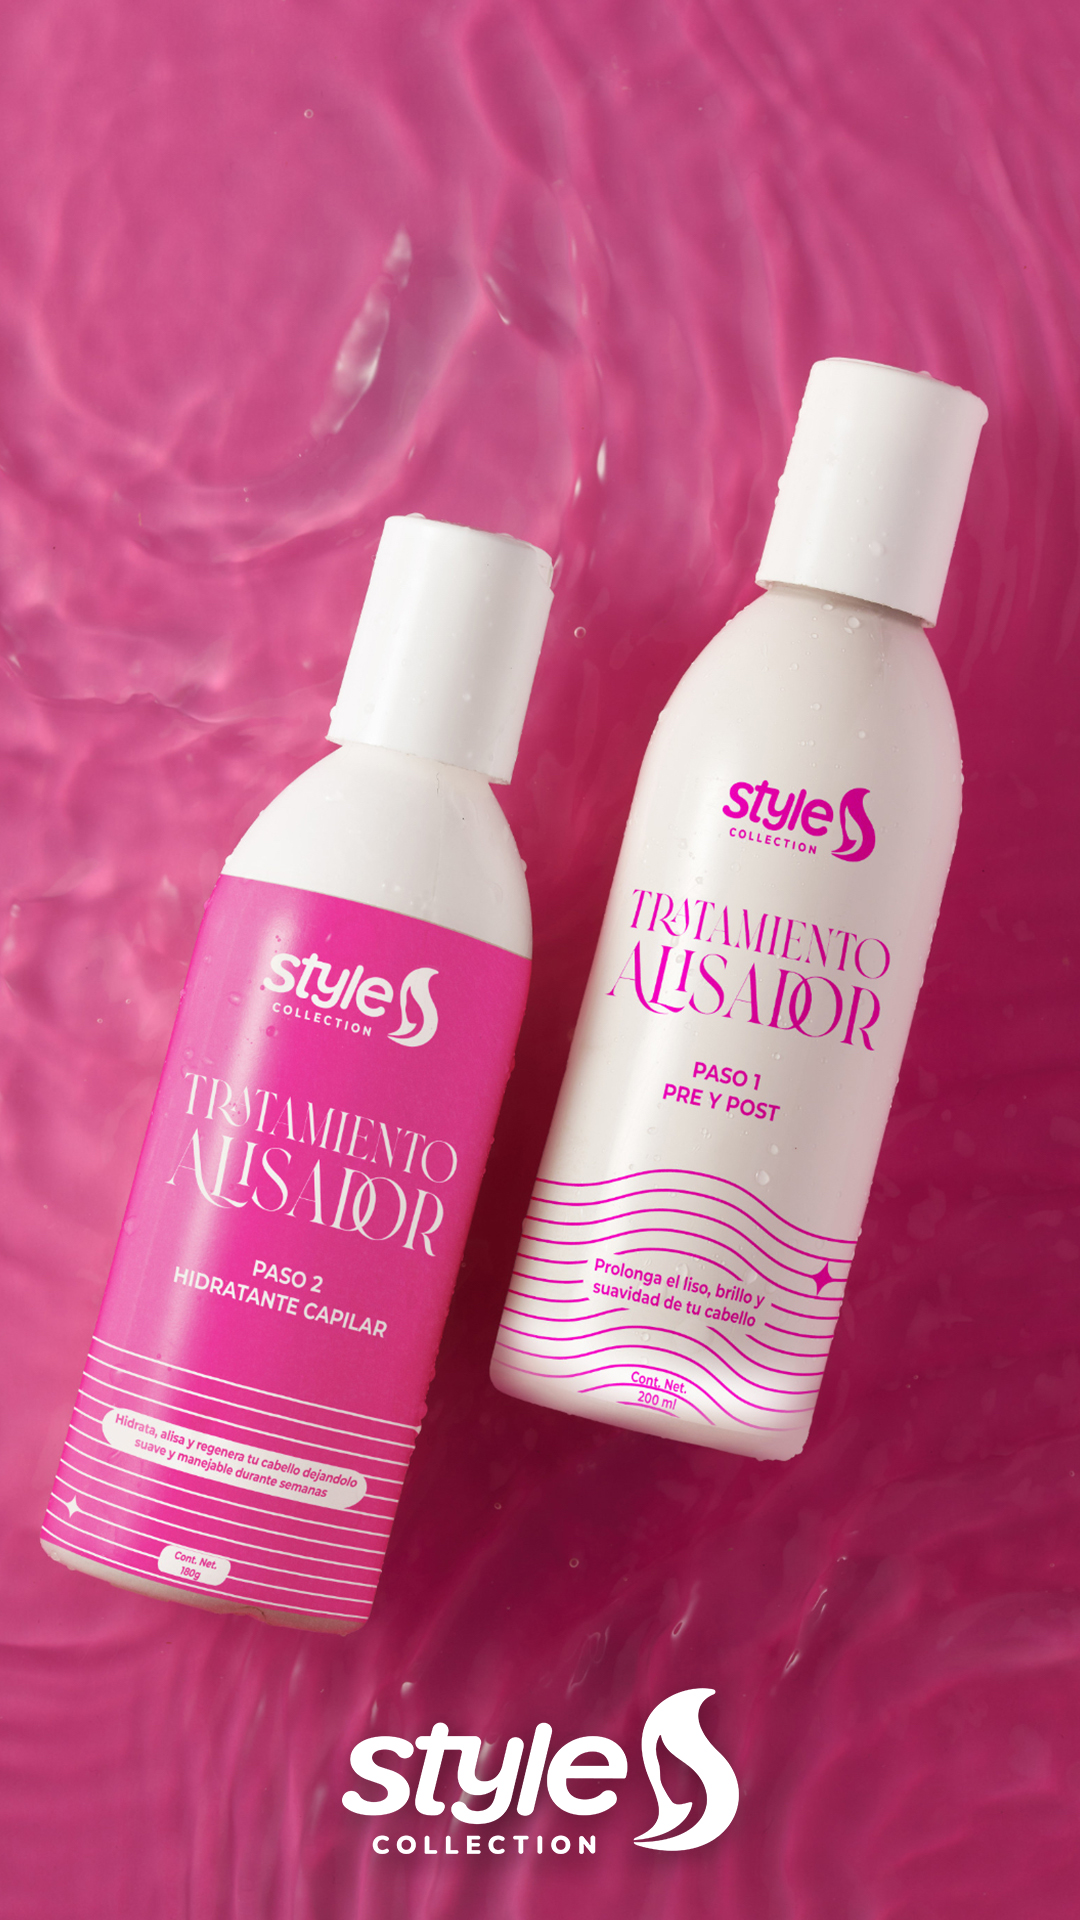 style
COLLECTION
TRATAMIENTO
ALISADOR
PASO 1
PRE Y POST
Prolonga el liso, brillo y
suavidad de tu cabello
Cont. Net.
200 ml
style
COLLECTION
TRATAMIENTO
ALISADOR
PASO 2
HIDRATANTE CAPILAR
Hidrata, alisa y regenera tu cabello dejandolo
suave y manejable durante semanas
Cont. Net.
180g
style
COLLECTION